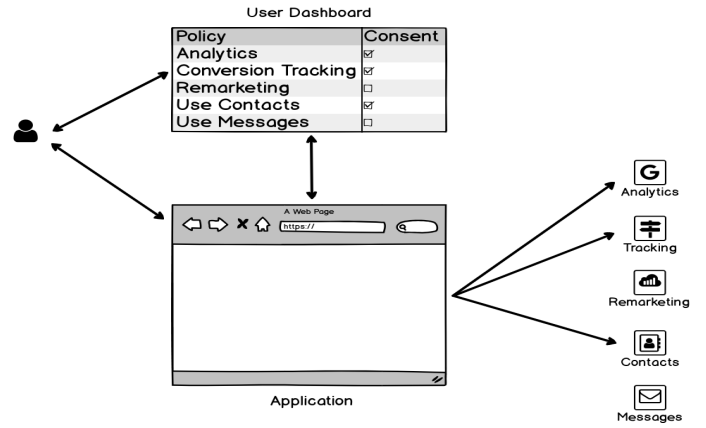 User Dashboard
Policy Consent
Analytics
Conversion Tracking
Remarketing
Use Contacts
Use Messages
A Web Page
https://
G
Analytics
Tracking
Remarketing
Contacts
Messages
Application